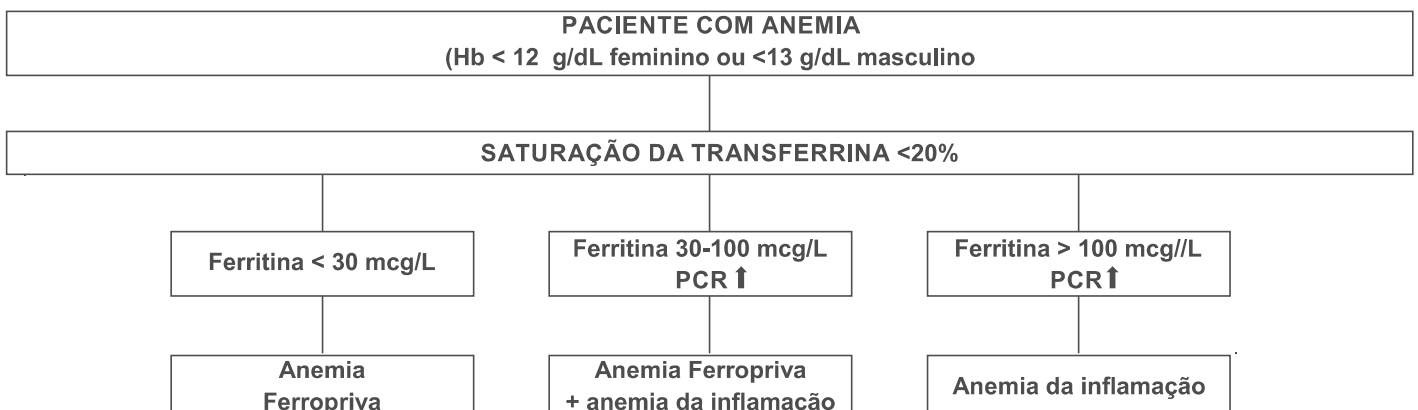 PACIENTE COM ANEMIA
(Hb < 12 g/dL feminino ou <13 g/dL masculino
SATURAÇÃO DA TRANSFERRINA <20%
Ferritina < 30 mcg/L
Ferritina 30-100 mcg/L
PCR ⬆
Ferritina > 100 mcg//L
PCR ⬆
Anemia
Ferropriva
Anemia Ferropriva
+ anemia da inflamação
Anemia da inflamação